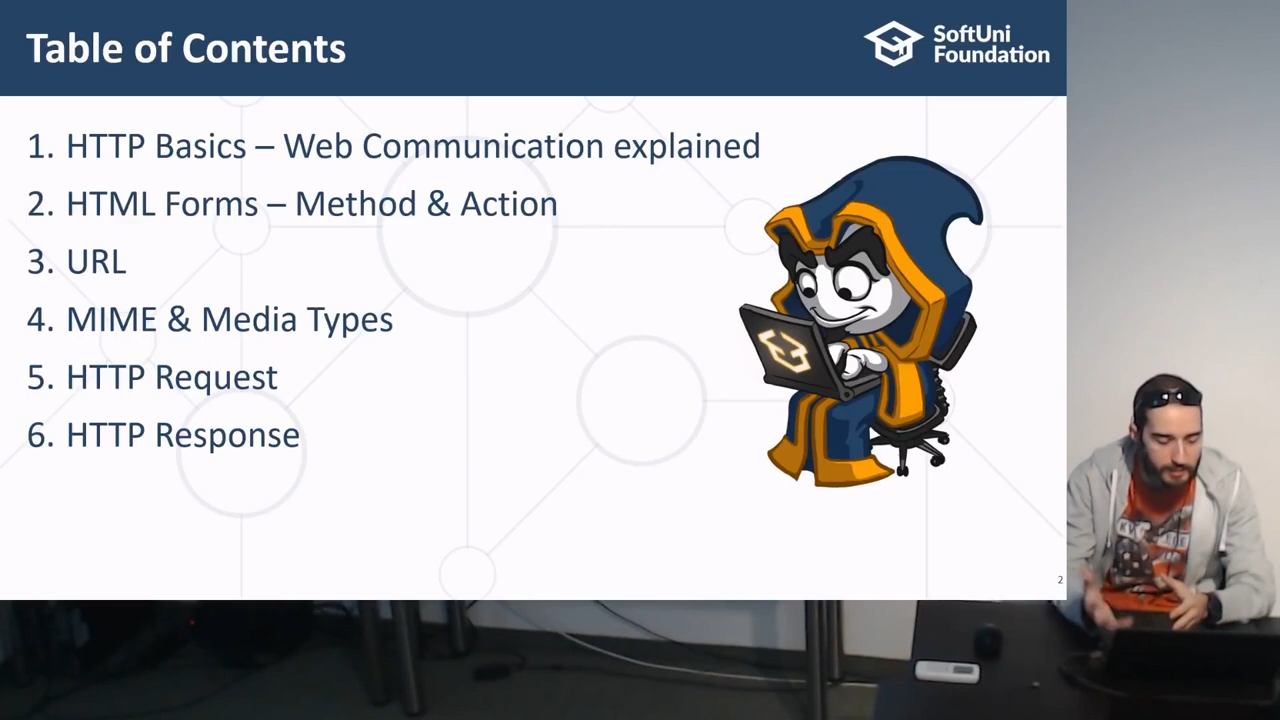 Table of Contents
SoftUni
Foundation
1. HTTP Basics – Web Communication explained
2. HTML Forms – Method & Action
3. URL
4. MIME & Media Types
5. HTTP Request
6. HTTP Response
2